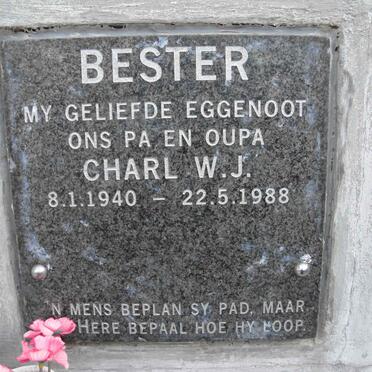 BESTER
MY GELIEFDE EGGENOOT
ONS PA EN OUPA
CHARL W.J.
8.1.1940 – 22.5.1988
'N MENS BEPLAN SY PAD, MAAR
HERE BEPAAL HOE HY LOOP.